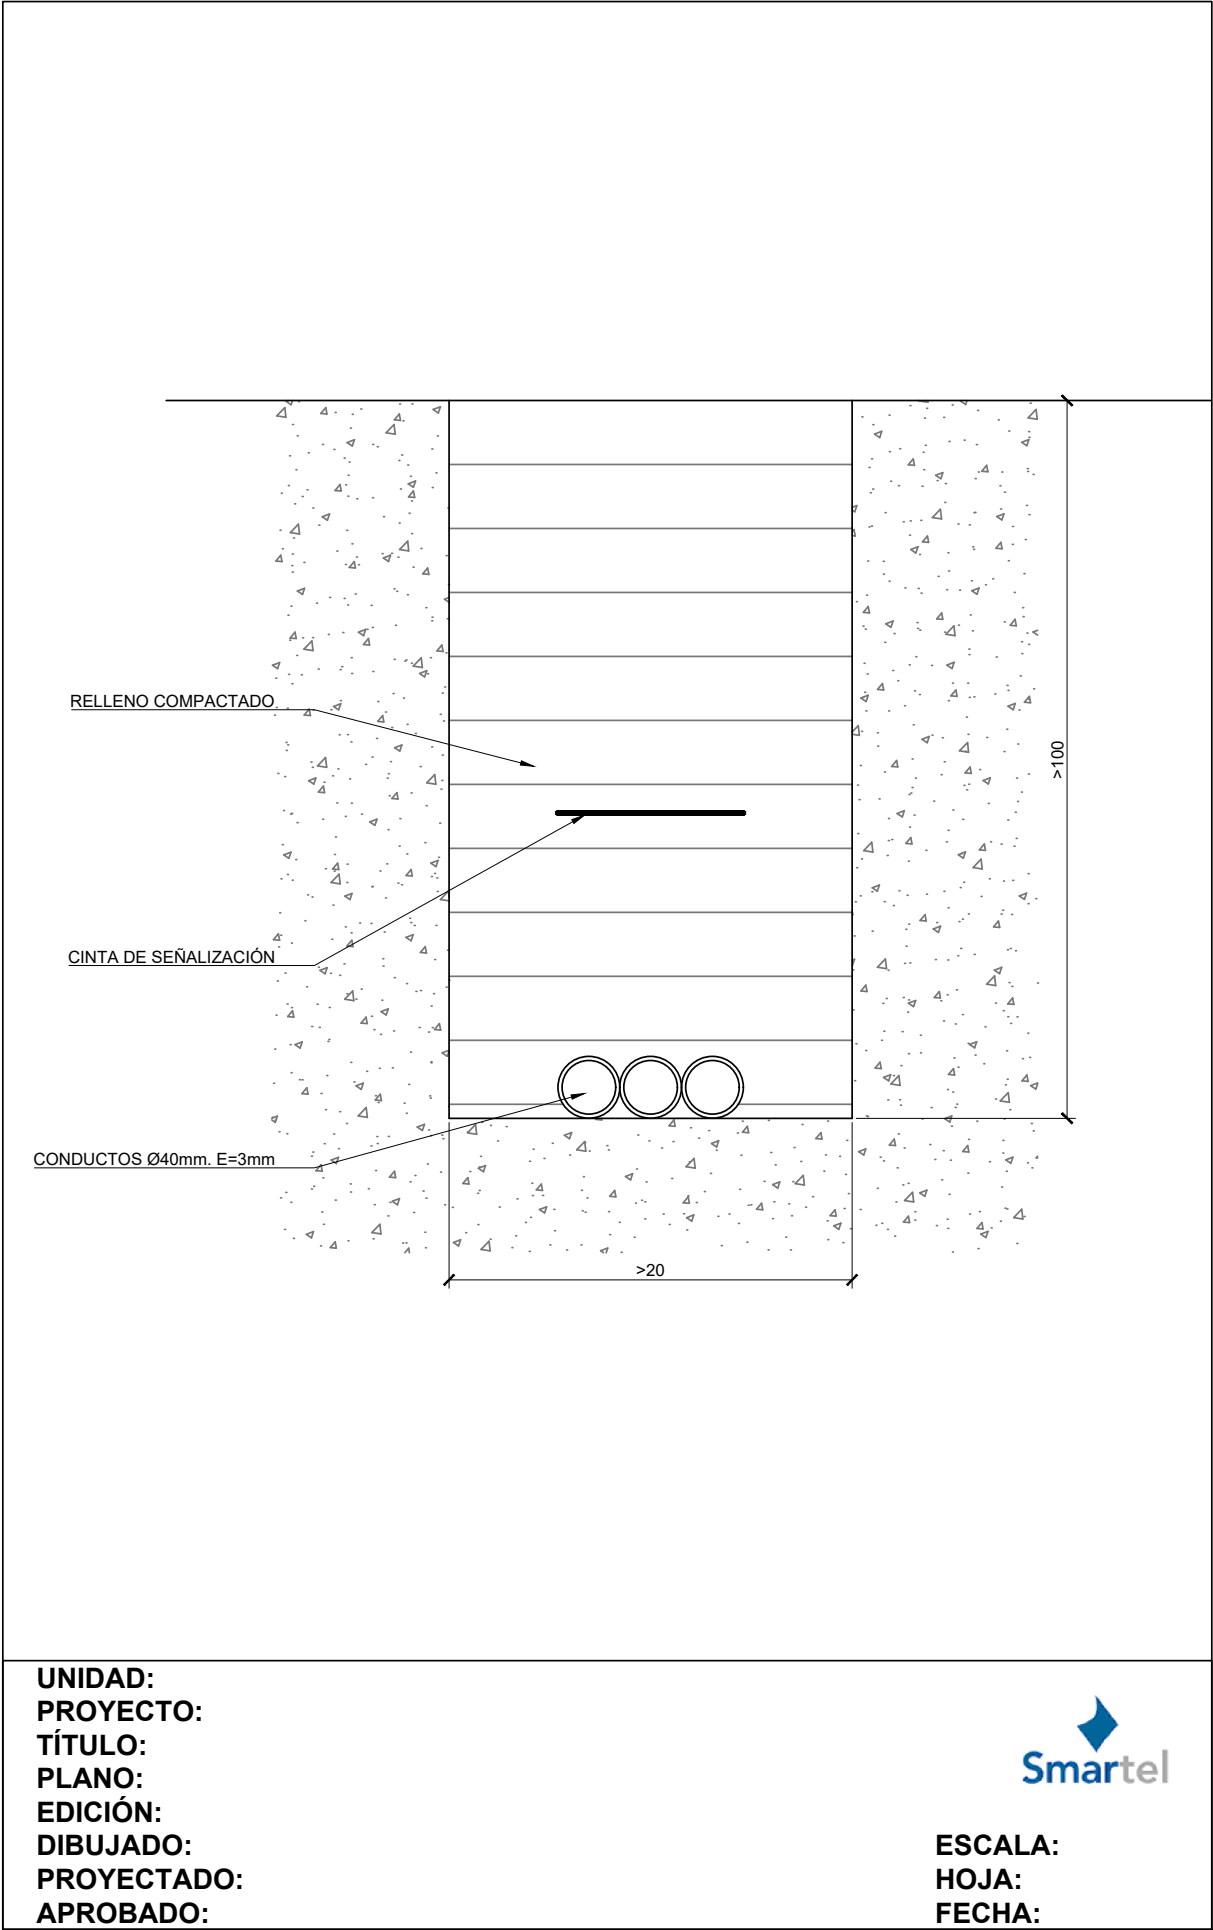 RELLENO COMPACTADO
>100
CINTA DE SEÑALIZACIÓN
CONDUCTOS Ø40mm. E=3mm
>20
UNIDAD:
PROYECTO:
TÍTULO:
PLANO:
EDICIÓN:
DIBUJADO:
PROYECTADO:
APROBADO:
Smartel
ESCALA:
HOJA:
FECHA: